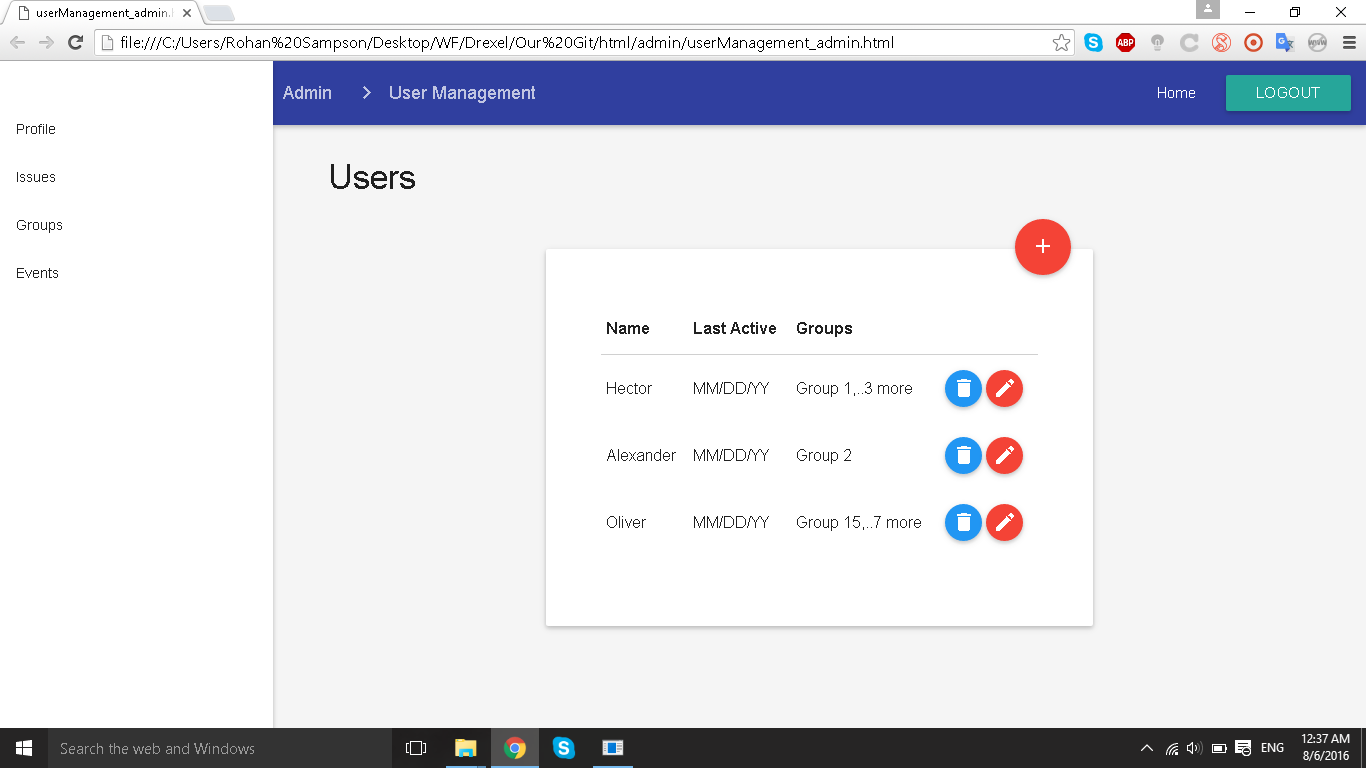 userManagement_admin.h
file:///C:/Users/Rohan%20Sampson/Desktop/WF/Drexel/Our%20Git/html/admin/userManagement_admin.html
ABP
Admin User Management Home LOGOUT
Profile
Issues
Groups
Events
Users
+
Name Last Active Groups
Hector MM/DD/YY Group 1,..3 more
Alexander MM/DD/YY Group 2
Oliver MM/DD/YY Group 15,..7 more
Search the web and Windows
ENG
12:37 AM
8/6/2016